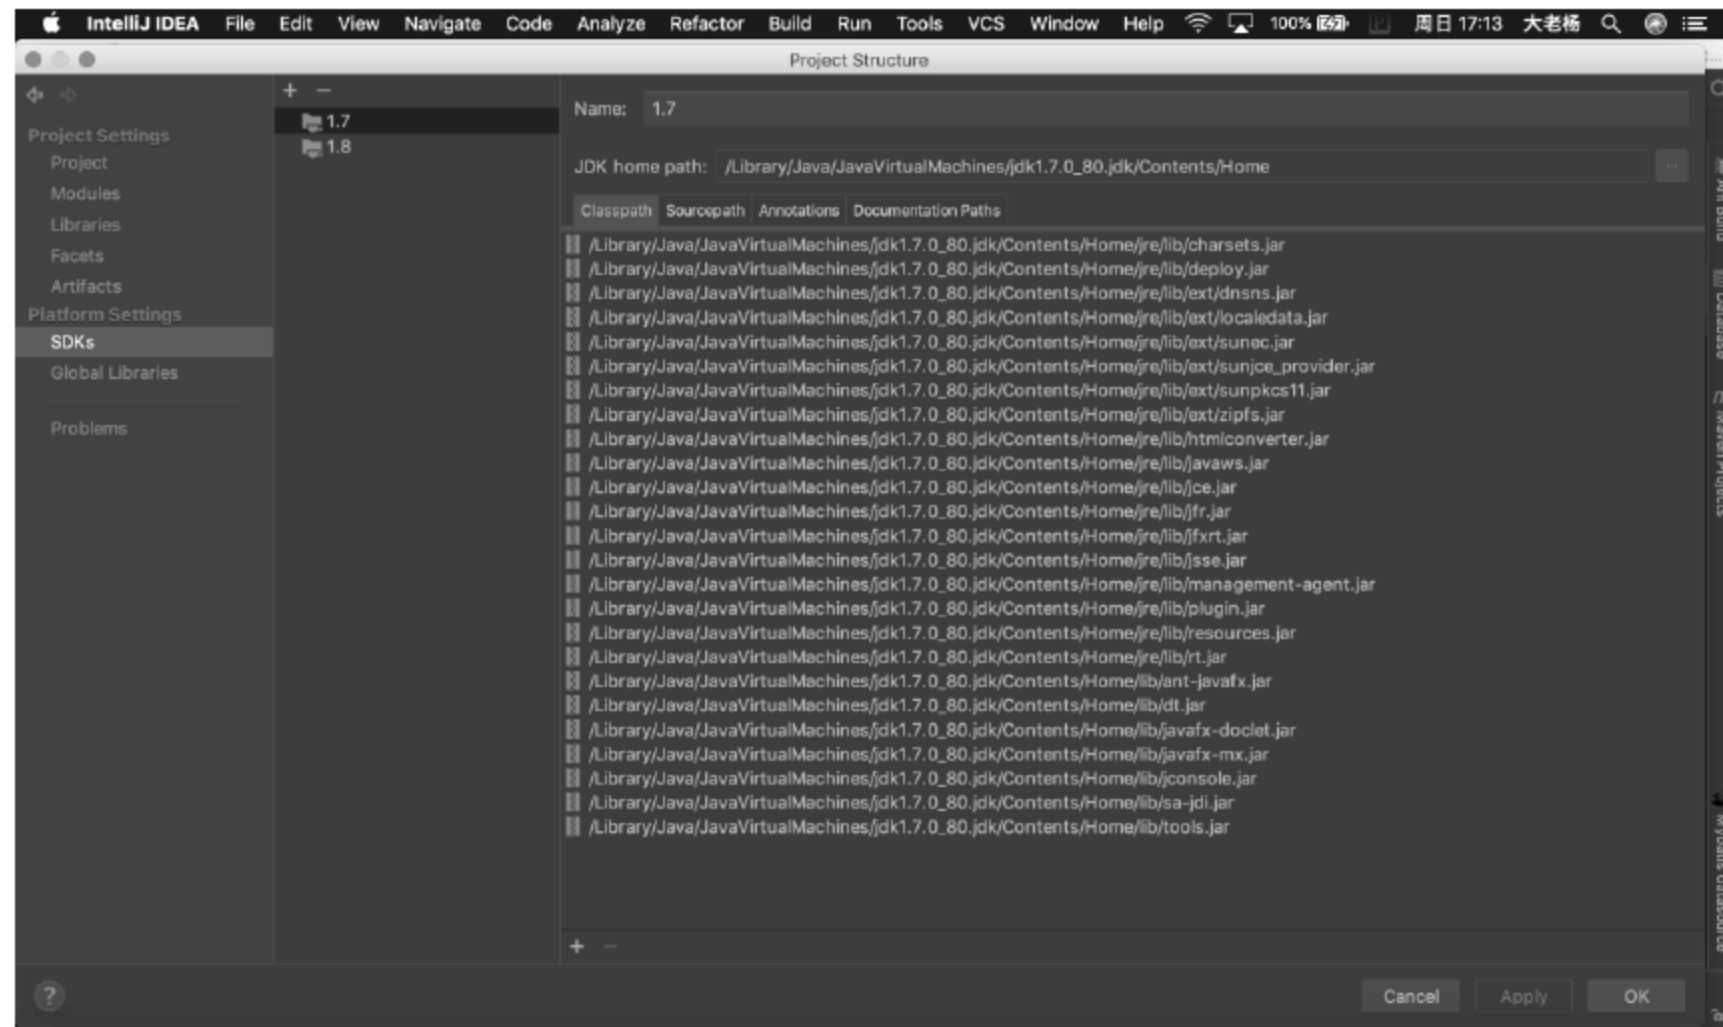 IntelliJ IDEA File Edit View Navigate Code Analyze Refactor Build Run Tools VCS Window Help 100% 周日 17:13 大老杨
Project Structure
Project Settings
Project
Modules
Libraries
Facets
Artifacts
Platform Settings
SDKs
Global Libraries
Problems
1.7
1.8
Name: 1.7
JDK home path: /Library/Java/JavaVirtualMachines/jdk1.7.0_80.jdk/Contents/Home
...
Classpath Sourcepath Annotations Documentation Paths
/Library/Java/JavaVirtualMachines/jdk1.7.0_80.jdk/Contents/Home/jre/lib/charsets.jar
/Library/Java/JavaVirtualMachines/jdk1.7.0_80.jdk/Contents/Home/jre/lib/deploy.jar
/Library/Java/JavaVirtualMachines/jdk1.7.0_80.jdk/Contents/Home/jre/lib/ext/dnsns.jar
/Library/Java/JavaVirtualMachines/jdk1.7.0_80.jdk/Contents/Home/jre/lib/ext/localedata.jar
/Library/Java/JavaVirtualMachines/jdk1.7.0_80.jdk/Contents/Home/jre/lib/ext/sunec.jar
/Library/Java/JavaVirtualMachines/jdk1.7.0_80.jdk/Contents/Home/jre/lib/ext/sunjce_provider.jar
/Library/Java/JavaVirtualMachines/jdk1.7.0_80.jdk/Contents/Home/jre/lib/ext/sunpkcs11.jar
/Library/Java/JavaVirtualMachines/jdk1.7.0_80.jdk/Contents/Home/jre/lib/ext/zipfs.jar
/Library/Java/JavaVirtualMachines/jdk1.7.0_80.jdk/Contents/Home/jre/lib/htmlconverter.jar
/Library/Java/JavaVirtualMachines/jdk1.7.0_80.jdk/Contents/Home/jre/lib/javaws.jar
/Library/Java/JavaVirtualMachines/jdk1.7.0_80.jdk/Contents/Home/jre/lib/jce.jar
/Library/Java/JavaVirtualMachines/jdk1.7.0_80.jdk/Contents/Home/jre/lib/jfr.jar
/Library/Java/JavaVirtualMachines/jdk1.7.0_80.jdk/Contents/Home/jre/lib/jfxrt.jar
/Library/Java/JavaVirtualMachines/jdk1.7.0_80.jdk/Contents/Home/jre/lib/jsse.jar
/Library/Java/JavaVirtualMachines/jdk1.7.0_80.jdk/Contents/Home/jre/lib/management-agent.jar
/Library/Java/JavaVirtualMachines/jdk1.7.0_80.jdk/Contents/Home/jre/lib/plugin.jar
/Library/Java/JavaVirtualMachines/jdk1.7.0_80.jdk/Contents/Home/jre/lib/resources.jar
/Library/Java/JavaVirtualMachines/jdk1.7.0_80.jdk/Contents/Home/jre/lib/rt.jar
/Library/Java/JavaVirtualMachines/jdk1.7.0_80.jdk/Contents/Home/lib/ant-javafx.jar
/Library/Java/JavaVirtualMachines/jdk1.7.0_80.jdk/Contents/Home/lib/dt.jar
/Library/Java/JavaVirtualMachines/jdk1.7.0_80.jdk/Contents/Home/lib/javafx-doclet.jar
/Library/Java/JavaVirtualMachines/jdk1.7.0_80.jdk/Contents/Home/lib/javafx-mx.jar
/Library/Java/JavaVirtualMachines/jdk1.7.0_80.jdk/Contents/Home/lib/jconsole.jar
/Library/Java/JavaVirtualMachines/jdk1.7.0_80.jdk/Contents/Home/lib/sa-jdi.jar
/Library/Java/JavaVirtualMachines/jdk1.7.0_80.jdk/Contents/Home/lib/tools.jar
? Cancel Apply OK